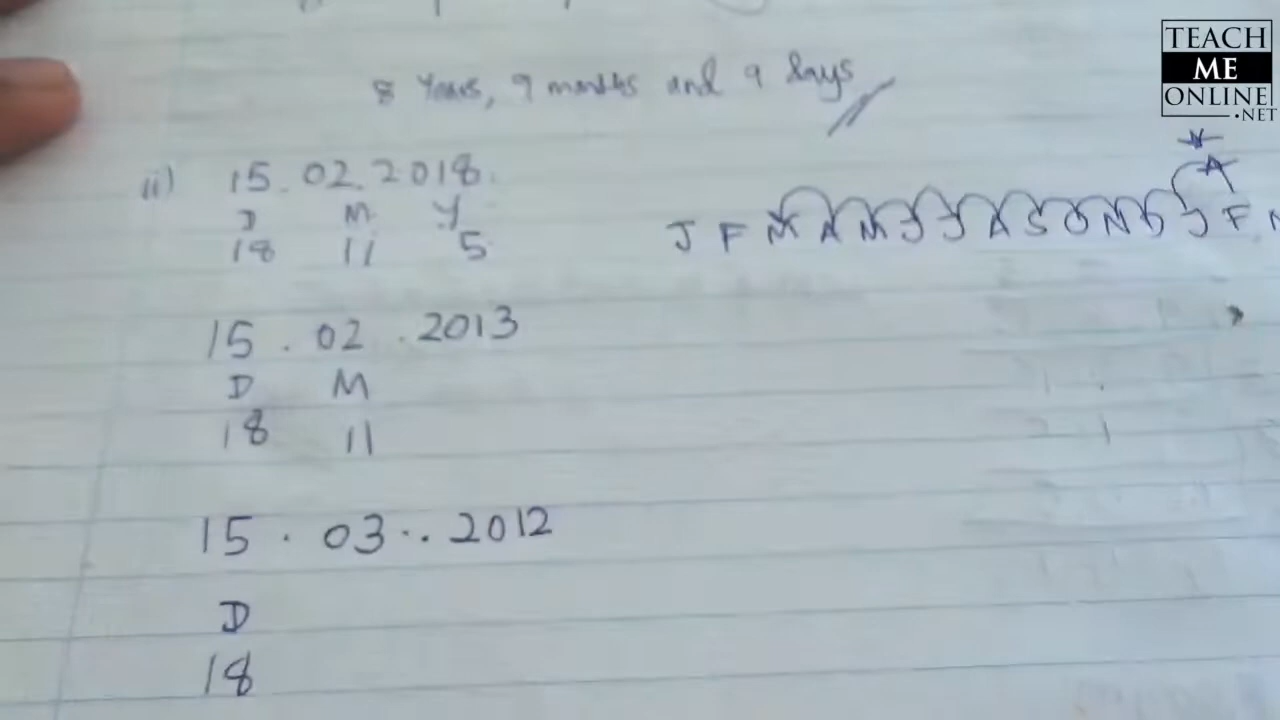 8 Years, 9 months and 9 days
ii) 15.02.2018.
D M Y
18 11 5
J F M A M J J A S O N D J F M
15 . 02 . 2013
D M
18 11
15 . 03 .. 2012
D
18
TEACH
ME
ONLINE
.NET